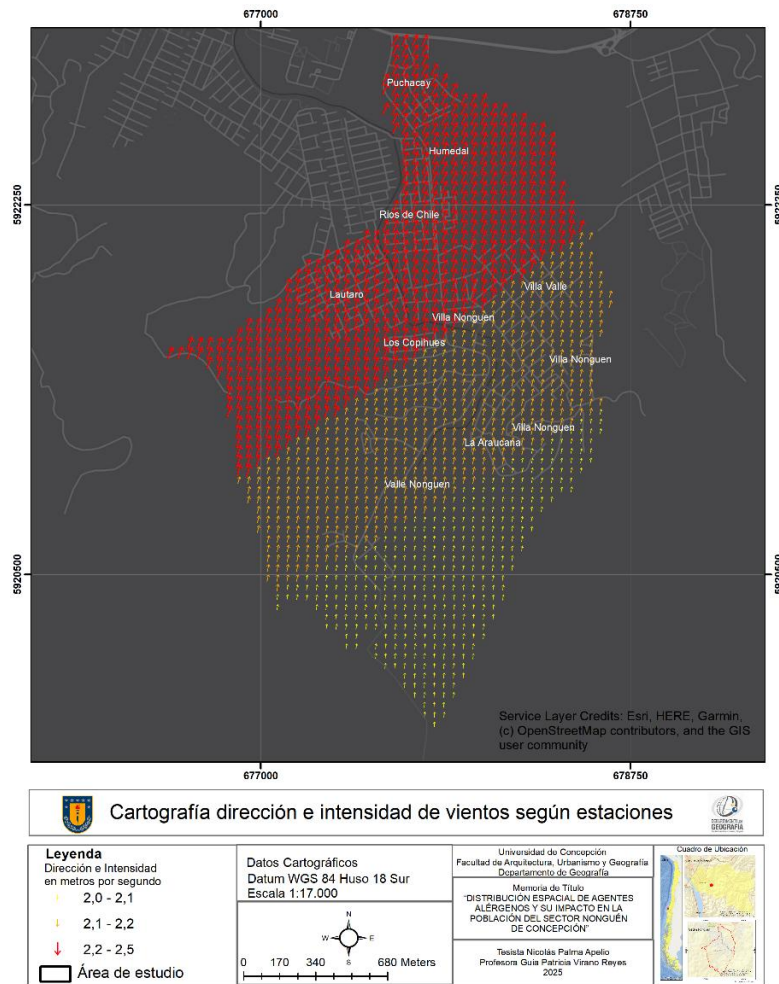 677000
678750
5922250
5922250
Puchacay
Humedal
Rios de Chile
Lautaro
Villa Valle
Villa Nonguen
Los Copihues
Villa Nonguen
Villa Nonguen
La Araucana
Valle Nonguen
5920500
5920500
Service Layer Credits: Esri, HERE, Garmin,
(c) OpenStreetMap contributors, and the GIS
user community
677000
678750
Cartografía dirección e intensidad de vientos según estaciones
GEOGRAFÍA
Leyenda
Dirección e Intensidad
en metros por segundo
2,0 - 2,1
2,1 - 2,2
2,2 - 2,5
Área de estudio
Datos Cartográficos
Datum WGS 84 Huso 18 Sur
Escala 1:17.000
N
W
E
S
0 170 340 680 Meters
Universidad de Concepción
Facultad de Arquitectura, Urbanismo y Geografía
Departamento de Geografía
Memoria de Título
"DISTRIBUCIÓN ESPACIAL DE AGENTES
ALÉRGENOS Y SU IMPACTO EN LA
POBLACIÓN DEL SECTOR NONGUÉN
DE CONCEPCIÓN"
Tesista Nicolás Palma Apelio
Profesora Guia Patricia Virano Reyes
2025
Cuadro de Ubicación